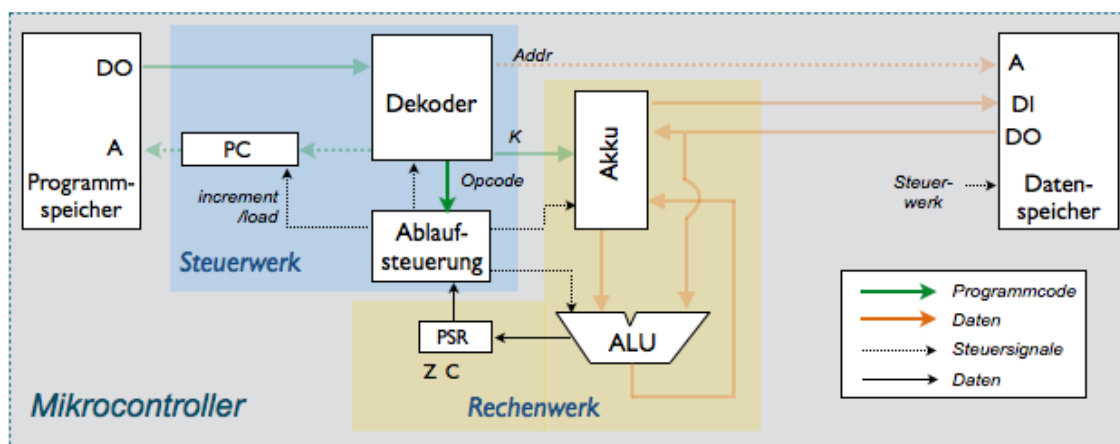 DO
A
Programm-
speicher
PC
increment
/load
Steuerwerk
Dekoder
Opcode
Ablauf-
steuerung
PSR
Z C
Addr
K
Akku
ALU
Rechenwerk
A
DI
DO
Daten-
speicher
Steuer-
werk
Programmcode
Daten
Steuersignale
Daten
Mikrocontroller